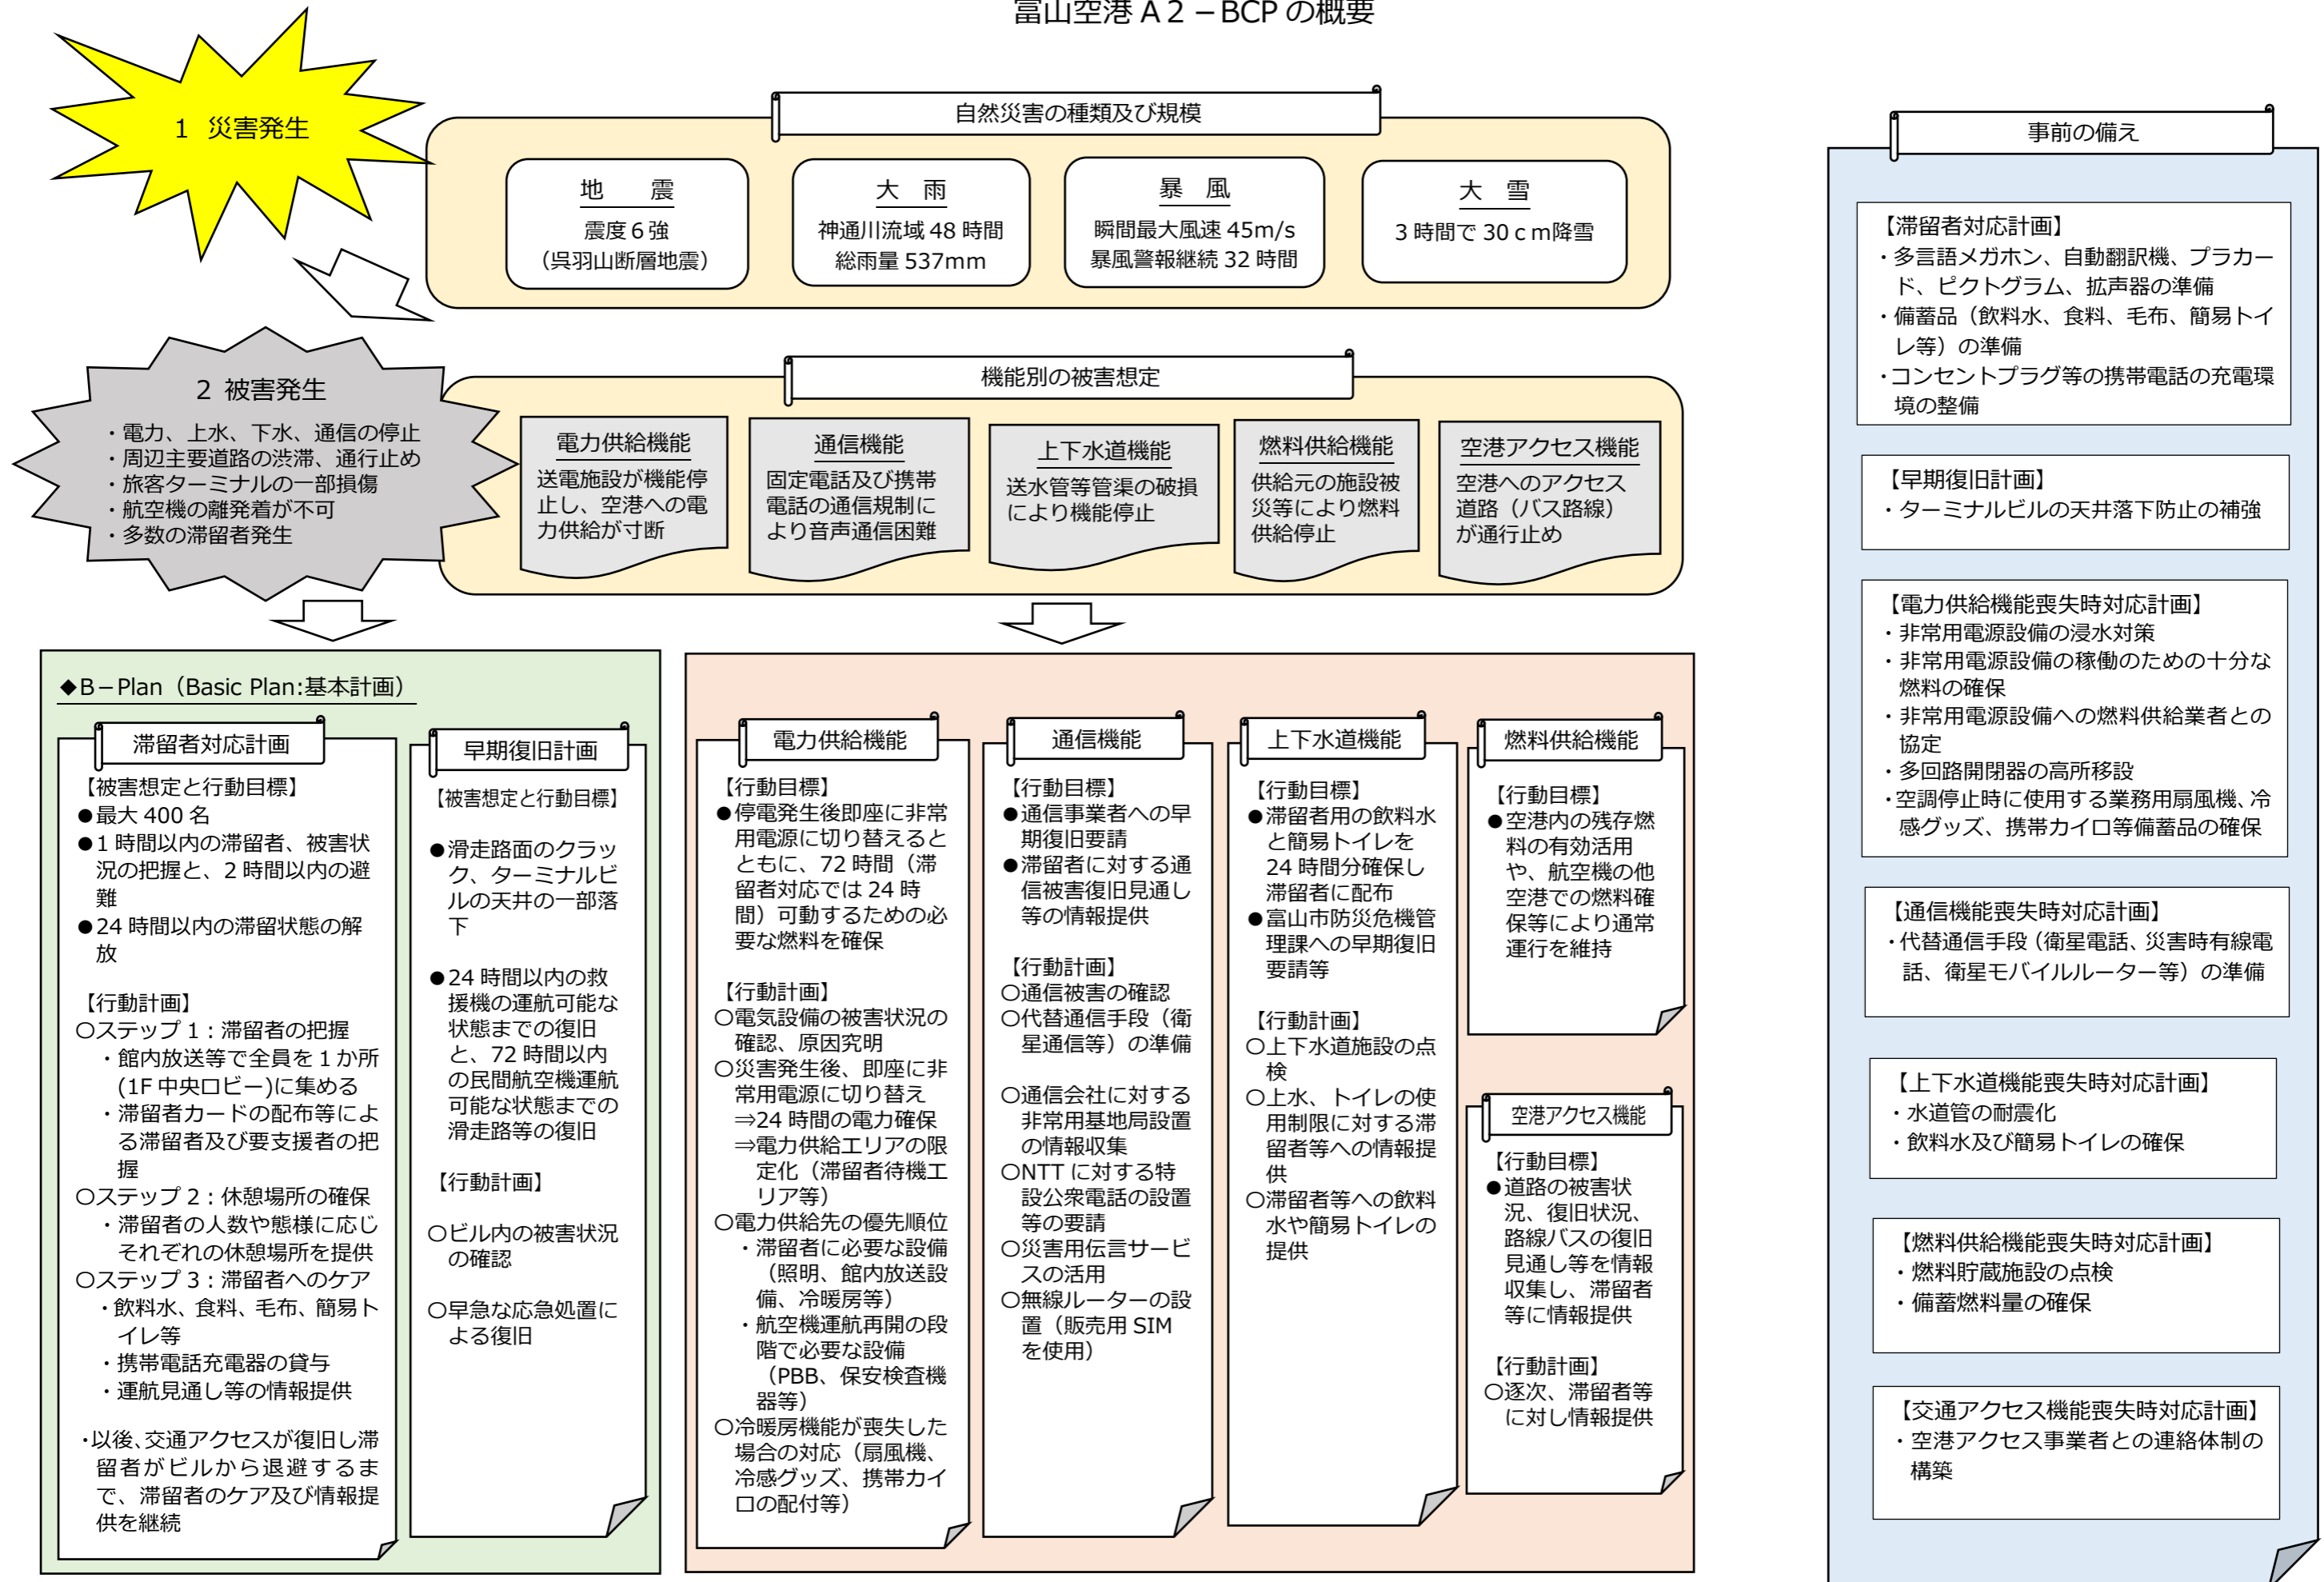 富山空港A2－BCPの概要
1 災害発生
自然災害の種類及び規模
地　震
震度６強
（呉羽山断層地震）
大　雨
神通川流域 48 時間
総雨量 537mm
暴　風
瞬間最大風速 45m/s
暴風警報継続 32 時間
大　雪
３時間で 30ｃｍ降雪
2 被害発生
・電力、上水、下水、通信の停止
・周辺主要道路の渋滞、通行止め
・旅客ターミナルの一部損傷
・航空機の離発着が不可
・多数の滞留者発生
機能別の被害想定
電力供給機能
送電施設が機能停
止し、空港への電
力供給が寸断
通信機能
固定電話及び携帯
電話の通信規制に
より音声通信困難
上下水道機能
送水管等管渠の破損
により機能停止
燃料供給機能
供給元の施設被
災等により燃料
供給停止
空港アクセス機能
空港へのアクセス
道路（バス路線）
が通行止め
◆B－Plan（Basic Plan:基本計画）
滞留者対応計画
【被害想定と行動目標】
●最大 400 名
●1 時間以内の滞留者、被害状
況の把握と、2 時間以内の避
難
●24 時間以内の滞留状態の解
放
【行動計画】
〇ステップ 1：滞留者の把握
・館内放送等で全員を１か所
(1F 中央ロビー)に集める
・滞留者カードの配布等によ
る滞留者及び要支援者の把
握
〇ステップ 2：休憩場所の確保
・滞留者の人数や態様に応じ
それぞれの休憩場所を提供
〇ステップ 3：滞留者へのケア
・飲料水、食料、毛布、簡易ト
イレ等
・携帯電話充電器の貸与
・運航見通し等の情報提供
・以後、交通アクセスが復旧し滞
留者がビルから退避するま
で、滞留者のケア及び情報提
供を継続
早期復旧計画
【被害想定と行動目標】
●滑走路面のクラッ
ク、ターミナルビ
ルの天井の一部落
下
●24 時間以内の救
援機の運航可能な
状態までの復旧
と、72 時間以内
の民間航空機運航
可能な状態までの
滑走路等の復旧
【行動計画】
〇ビル内の被害状況
の確認
〇早急な応急処置に
よる復旧
電力供給機能
【行動目標】
●停電発生後即座に非常
用電源に切り替えると
ともに、72 時間（滞
留者対応では 24 時
間）可動するための必
要な燃料を確保
【行動計画】
〇電気設備の被害状況の
確認、原因究明
〇災害発生後、即座に非
常用電源に切り替え
⇒24 時間の電力確保
⇒電力供給エリアの限
定化（滞留者待機エ
リア等）
〇電力供給先の優先順位
・滞留者に必要な設備
（照明、館内放送設
備、冷暖房等）
・航空機運航再開の段
階で必要な設備
（PBB、保安検査機
器等）
〇冷暖房機能が喪失した
場合の対応（扇風機、
冷感グッズ、携帯カイ
ロの配付等）
通信機能
【行動目標】
●通信事業者への早
期復旧要請
●滞留者に対する通
信被害復旧見通し
等の情報提供
【行動計画】
〇通信被害の確認
〇代替通信手段（衛
星通信等）の準備
〇通信会社に対する
非常用基地局設置
の情報収集
〇NTT に対する特
設公衆電話の設置
等の要請
〇災害用伝言サービ
スの活用
〇無線ルーターの設
置（販売用 SIM
を使用）
上下水道機能
【行動目標】
●滞留者用の飲料水
と簡易トイレを
24 時間分確保し
滞留者に配布
●富山市防災危機管
理課への早期復旧
要請等
【行動計画】
〇上下水道施設の点
検
〇上水、トイレの使
用制限に対する滞
留者等への情報提
供
〇滞留者等への飲料
水や簡易トイレの
提供
燃料供給機能
【行動目標】
●空港内の残存燃
料の有効活用
や、航空機の他
空港での燃料確
保等により通常
運行を維持
空港アクセス機能
【行動目標】
●道路の被害状
況、復旧状況、
路線バスの復旧
見通し等を情報
収集し、滞留者
等に情報提供
【行動計画】
〇逐次、滞留者等
に対し情報提供
事前の備え
【滞留者対応計画】
・多言語メガホン、自動翻訳機、プラカー
ド、ピクトグラム、拡声器の準備
・備蓄品（飲料水、食料、毛布、簡易トイ
レ等）の準備
・コンセントプラグ等の携帯電話の充電環
境の整備
【早期復旧計画】
・ターミナルビルの天井落下防止の補強
【電力供給機能喪失時対応計画】
・非常用電源設備の浸水対策
・非常用電源設備の稼働のための十分な
燃料の確保
・非常用電源設備への燃料供給業者との
協定
・多回路開閉器の高所移設
・空調停止時に使用する業務用扇風機、冷
感グッズ、携帯カイロ等備蓄品の確保
【通信機能喪失時対応計画】
・代替通信手段（衛星電話、災害時有線電
話、衛星モバイルルーター等）の準備
【上下水道機能喪失時対応計画】
・水道管の耐震化
・飲料水及び簡易トイレの確保
【燃料供給機能喪失時対応計画】
・燃料貯蔵施設の点検
・備蓄燃料量の確保
【交通アクセス機能喪失時対応計画】
・空港アクセス事業者との連絡体制の
構築